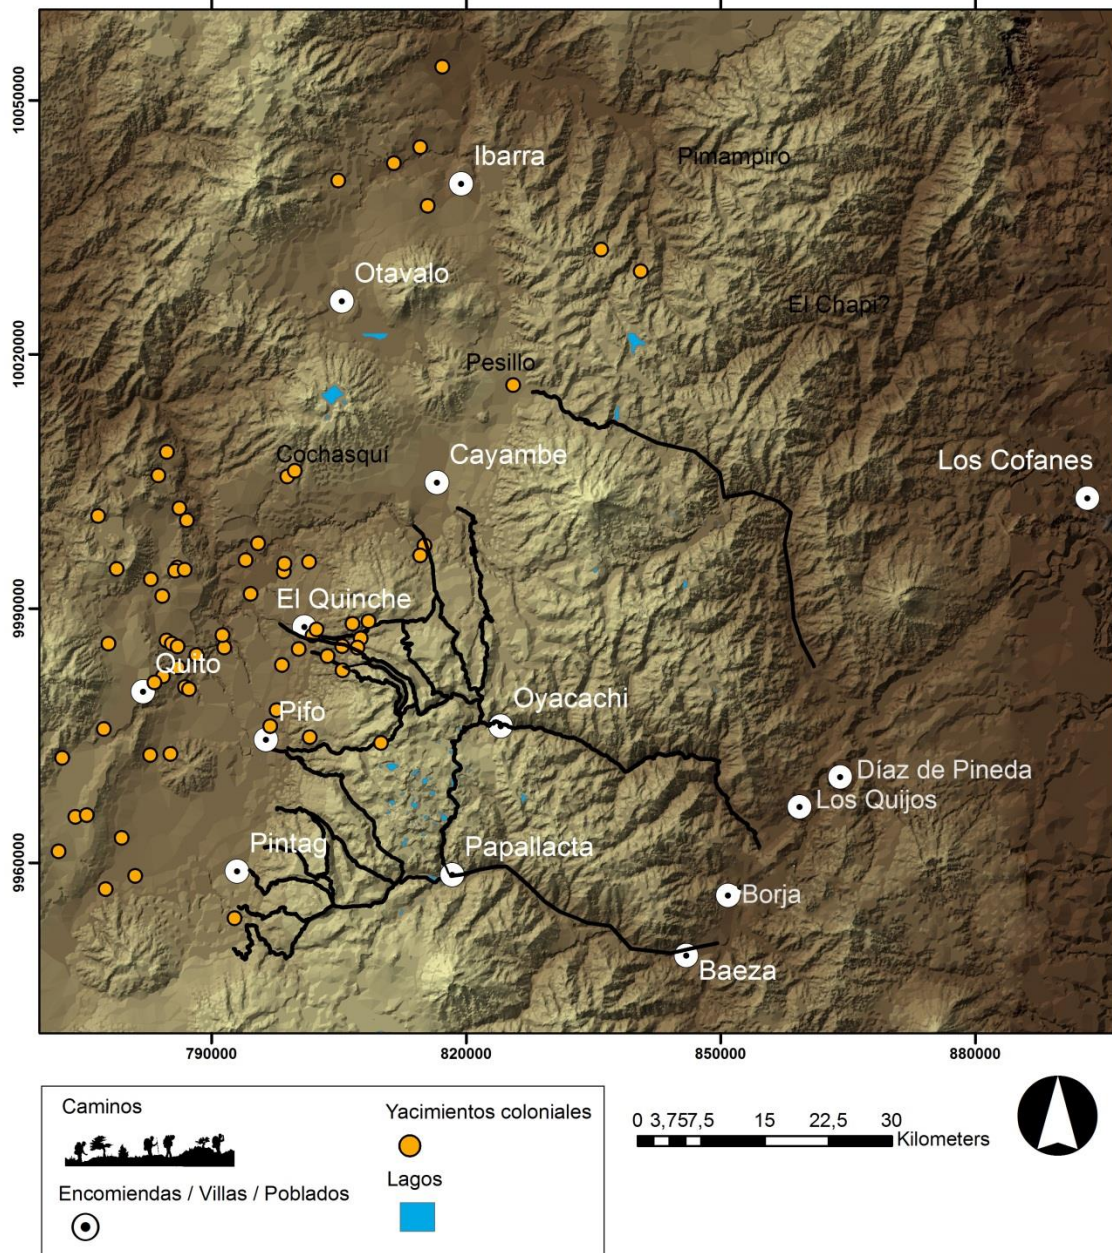 10050000
10020000
9990000
9960000
Ibarra
Pimampiro
Otavalo
El Chapi?
Pesillo
Cochasquí
Cayambe
Los Cofanes
El Quinche
Quito
Pifo
Oyacachi
Díaz de Pineda
Los Quijos
Pintag
Papallacta
Borja
Baeza
790000
820000
850000
880000
Caminos
Yacimientos coloniales
Lagos
Encomiendas / Villas / Poblados
0 3,757,5 15 22,5 30
Kilometers